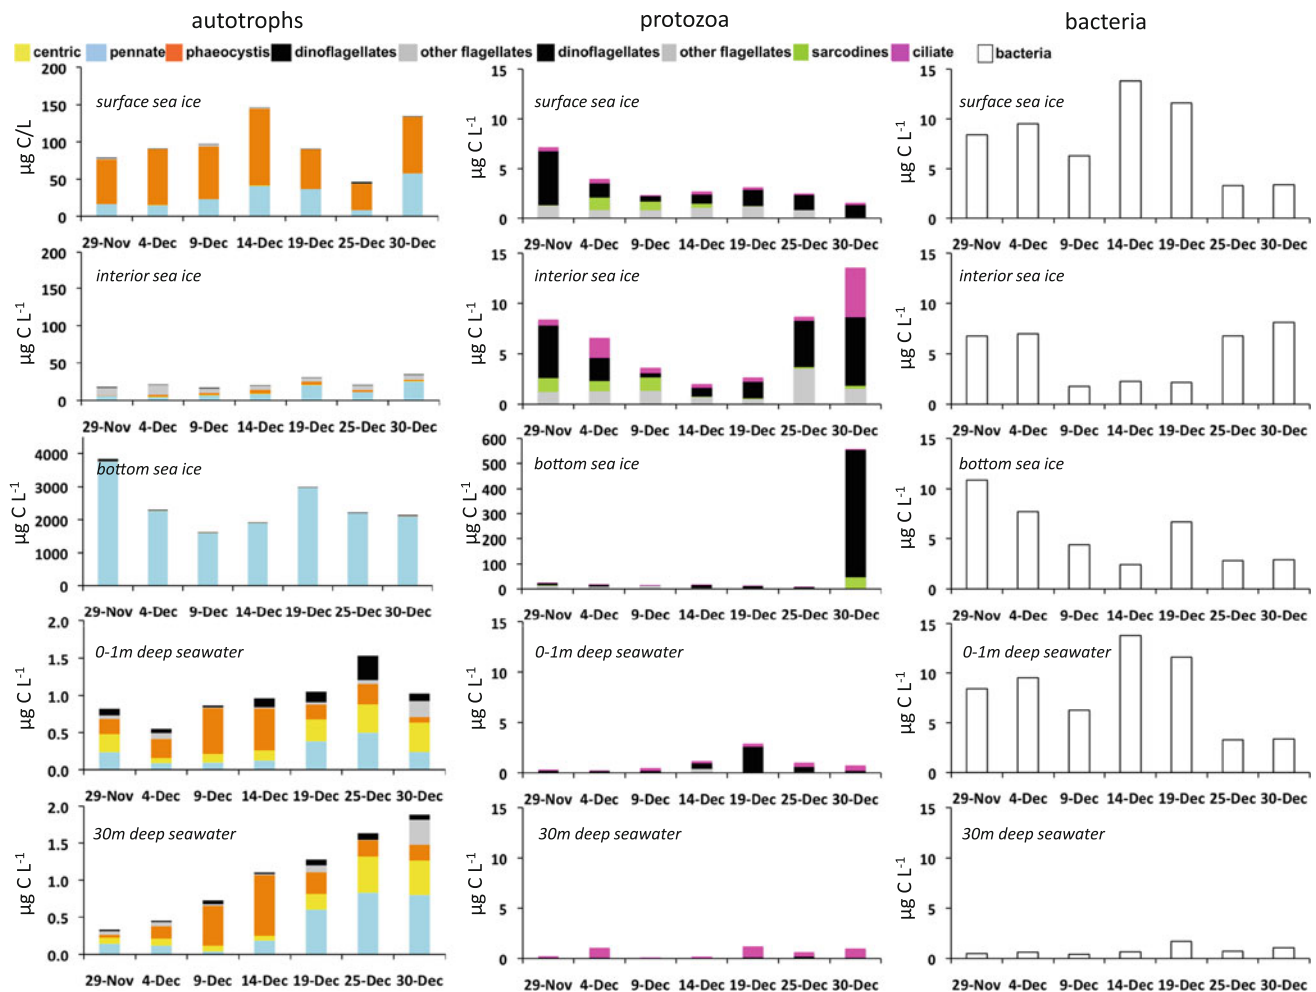 autotrophs protozoa bacteria
centric pennate phaeocystis dinoflagellates other flagellates dinoflagellates other flagellates sarcodines ciliate bacteria
surface sea ice
µg C/L
200
150
100
50
0
29-Nov 4-Dec 9-Dec 14-Dec 19-Dec 25-Dec 30-Dec
surface sea ice
µg C L-1
15
10
5
0
29-Nov 4-Dec 9-Dec 14-Dec 19-Dec 25-Dec 30-Dec
surface sea ice
µg C L-1
15
10
5
0
29-Nov 4-Dec 9-Dec 14-Dec 19-Dec 25-Dec 30-Dec
interior sea ice
µg C L-1
200
150
100
50
0
29-Nov 4-Dec 9-Dec 14-Dec 19-Dec 25-Dec 30-Dec
interior sea ice
µg C L-1
15
10
5
0
29-Nov 4-Dec 9-Dec 14-Dec 19-Dec 25-Dec 30-Dec
interior sea ice
µg C L-1
15
10
5
0
29-Nov 4-Dec 9-Dec 14-Dec 19-Dec 25-Dec 30-Dec
bottom sea ice
µg C L-1
4000
3000
2000
1000
0
29-Nov 4-Dec 9-Dec 14-Dec 19-Dec 25-Dec 30-Dec
bottom sea ice
µg C L-1
600
500
400
300
200
100
0
29-Nov 4-Dec 9-Dec 14-Dec 19-Dec 25-Dec 30-Dec
bottom sea ice
µg C L-1
15
10
5
0
29-Nov 4-Dec 9-Dec 14-Dec 19-Dec 25-Dec 30-Dec
0-1m deep seawater
µg C L-1
2.0
1.5
1.0
0.5
0.0
29-Nov 4-Dec 9-Dec 14-Dec 19-Dec 25-Dec 30-Dec
0-1m deep seawater
µg C L-1
15
10
5
0
29-Nov 4-Dec 9-Dec 14-Dec 19-Dec 25-Dec 30-Dec
0-1m deep seawater
µg C L-1
15
10
5
0
29-Nov 4-Dec 9-Dec 14-Dec 19-Dec 25-Dec 30-Dec
30m deep seawater
µg C L-1
2.0
1.5
1.0
0.5
0.0
29-Nov 4-Dec 9-Dec 14-Dec 19-Dec 25-Dec 30-Dec
30m deep seawater
µg C L-1
15
10
5
0
29-Nov 4-Dec 9-Dec 14-Dec 19-Dec 25-Dec 30-Dec
30m deep seawater
µg C L-1
15
10
5
0
29-Nov 4-Dec 9-Dec 14-Dec 19-Dec 25-Dec 30-Dec